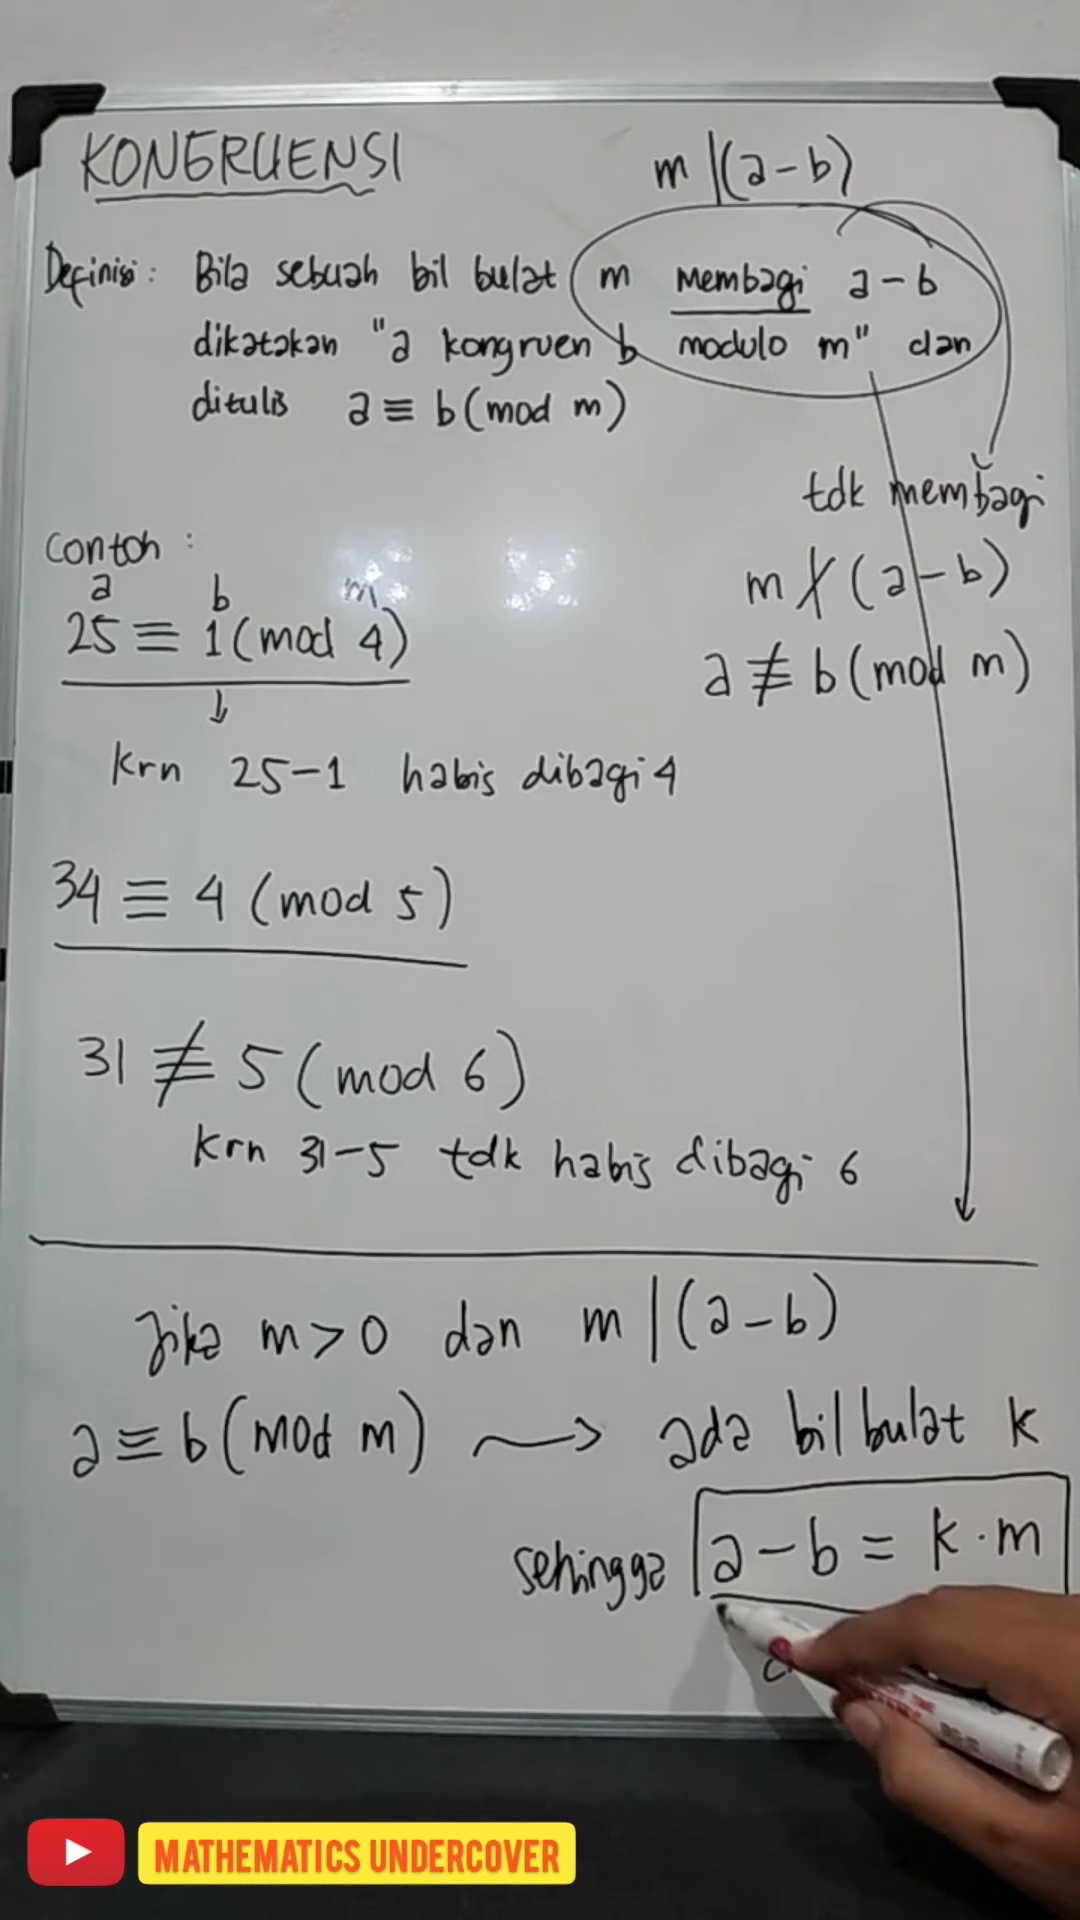 KONGRUENSI
m |(a-b)
Definisi : Bila sebuah bil bulat m membagi a-b
dikatakan "a kongruen b modulo m" dan
ditulis a ≡ b (mod m)
tdk membagi
m ∤ (a-b)
a ≢ b (mod m)
Contoh :
a b m
25 ≡ 1 (mod 4)
↓
krn 25-1 habis dibagi 4
34 ≡ 4 (mod 5)
31 ≢ 5 (mod 6)
krn 31-5 tdk habis dibagi 6
Jika m>0 dan m | (a-b)
a ≡ b (mod m) → ada bil bulat k
sehingga a-b = k·m
MATHEMATICS UNDERCOVER